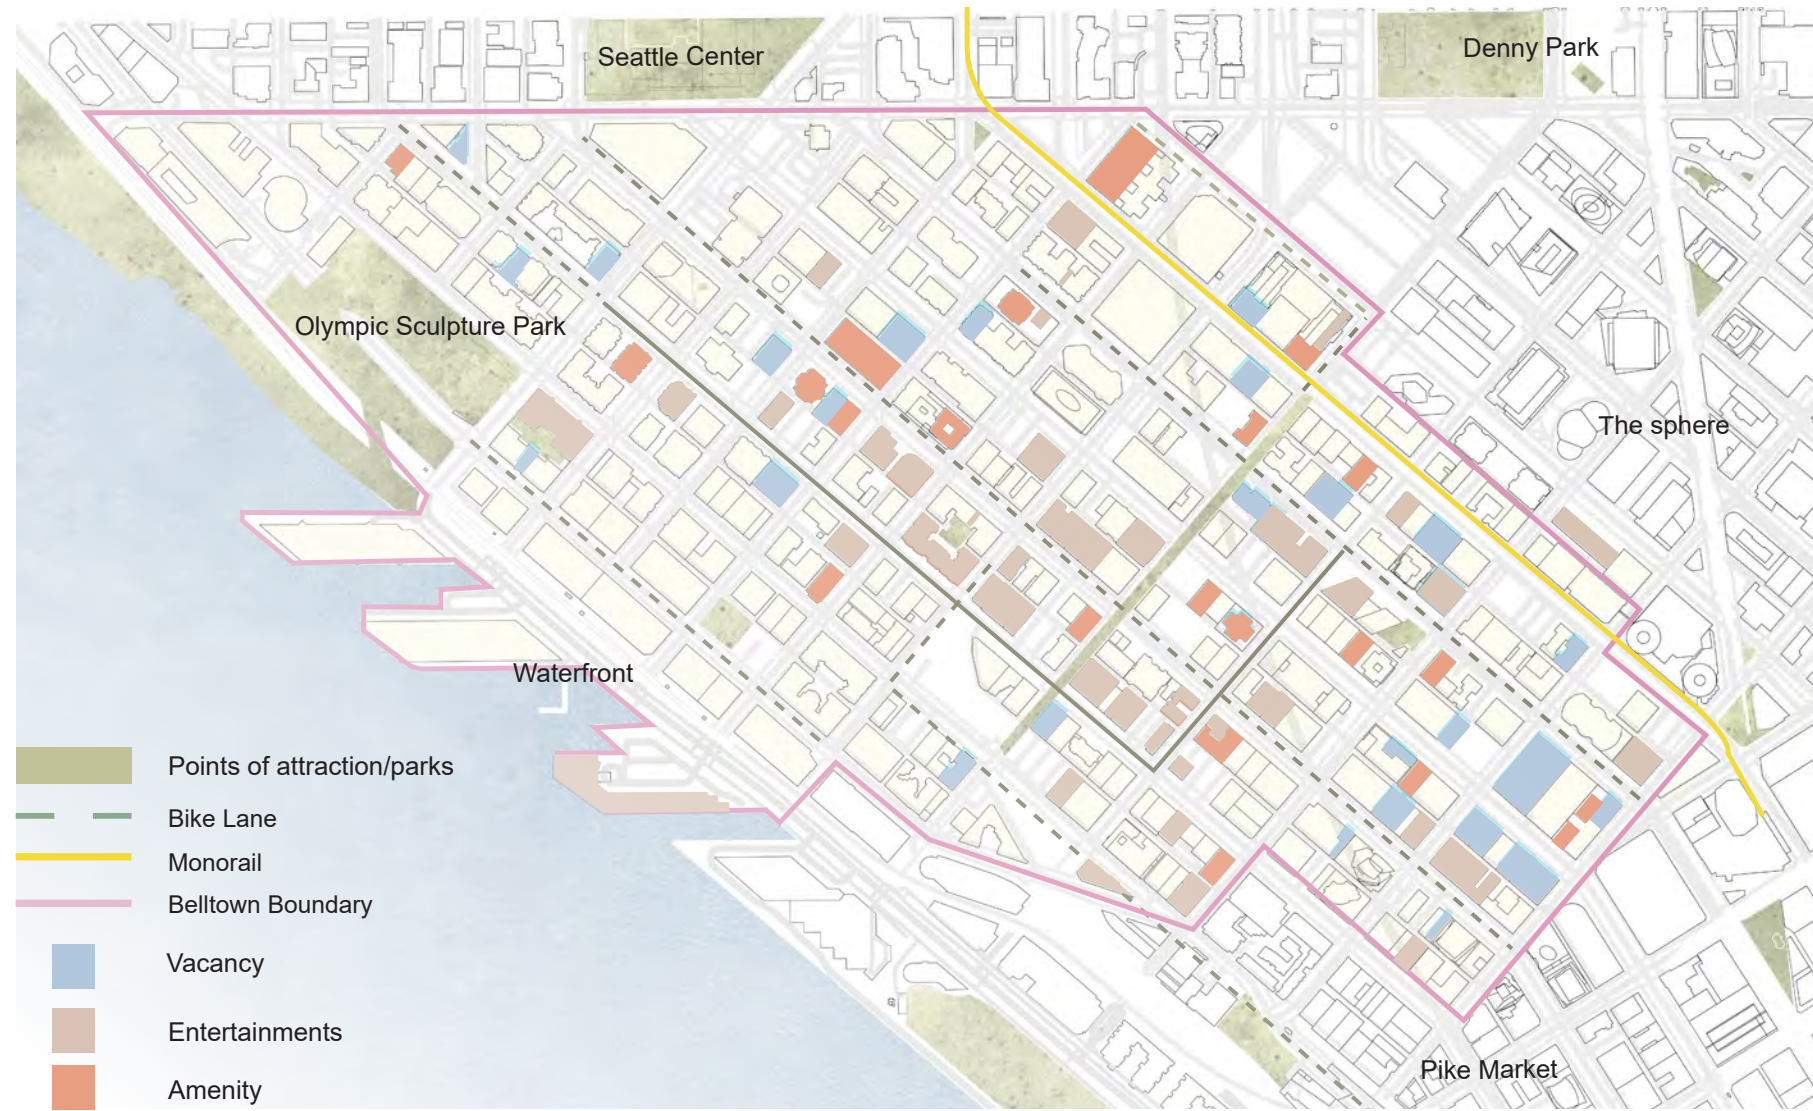 Seattle Center
Denny Park
Olympic Sculpture Park
The sphere
Waterfront
Points of attraction/parks
Bike Lane
Monorail
Belltown Boundary
Vacancy
Entertainments
Pike Market
Amenity